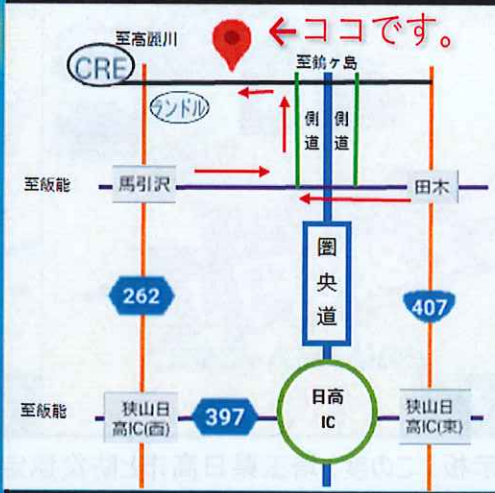 ←ココです。
至高麗川
CRE
至鶴ヶ島
ランドル
側道
側道
至飯能
馬引沢
田木
圏央道
262
407
日高
IC
至飯能
狭山日
高IC(西)
397
狭山日
高IC(東)